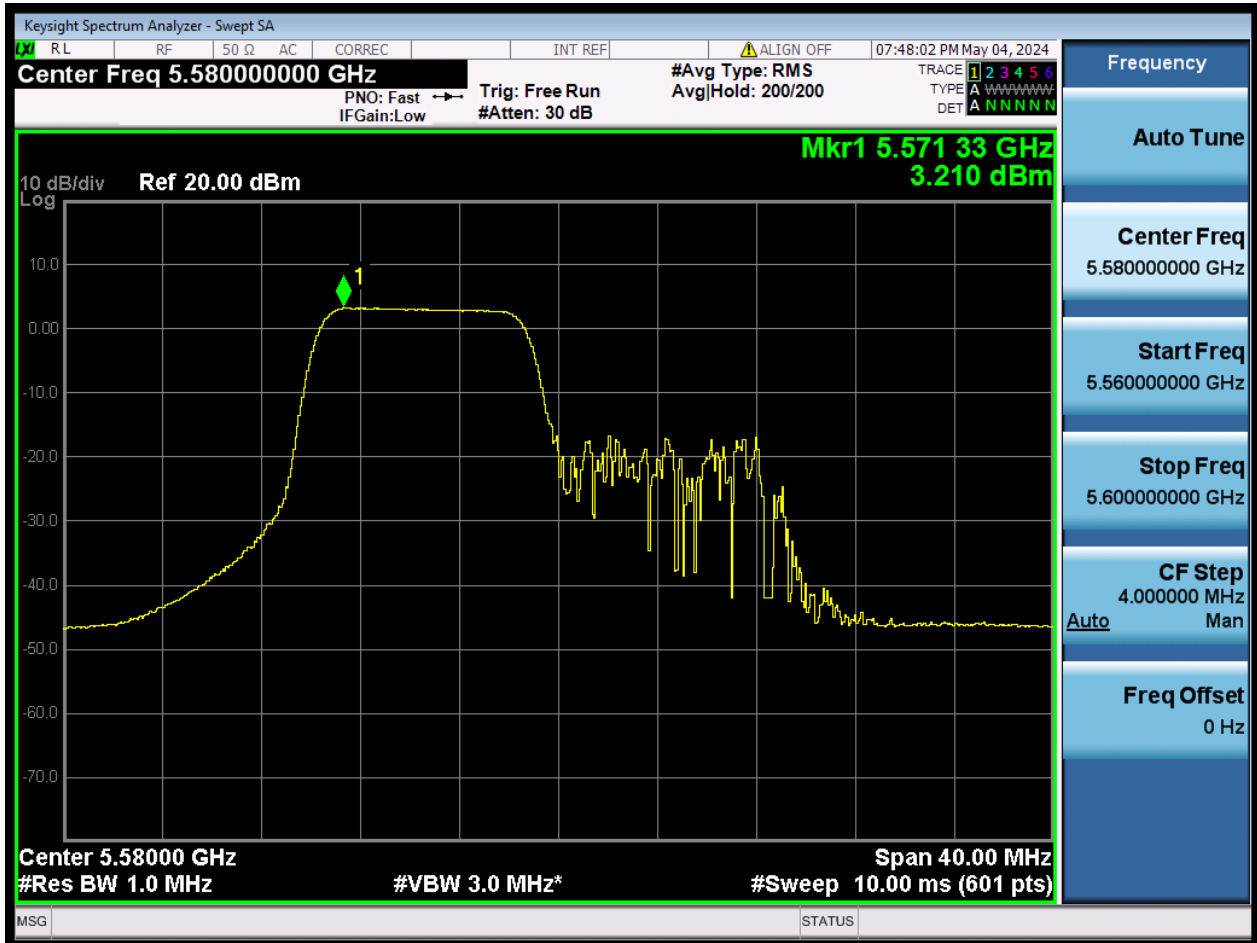 Keysight Spectrum Analyzer - Swept SA
LXI RL RF 50 Ω AC CORREC INT REF ALIGN OFF 07:48:02 PM May 04, 2024
Center Freq 5.580000000 GHz
PNO: Fast
IFGain:Low
Trig: Free Run
#Atten: 30 dB
#Avg Type: RMS
Avg|Hold: 200/200
TRACE 1 2 3 4 5 6
TYPE A WWWWW
DET A N N N N N
Mkr1 5.571 33 GHz
3.210 dBm
10 dB/div Ref 20.00 dBm
Log
1
10.0
0.00
-10.0
-20.0
-30.0
-40.0
-50.0
-60.0
-70.0
Center 5.58000 GHz Span 40.00 MHz
#Res BW 1.0 MHz #VBW 3.0 MHz* #Sweep 10.00 ms (601 pts)
MSG STATUS
Frequency
Auto Tune
Center Freq
5.580000000 GHz
Start Freq
5.560000000 GHz
Stop Freq
5.600000000 GHz
CF Step
4.000000 MHz
Auto Man
Freq Offset
0 Hz